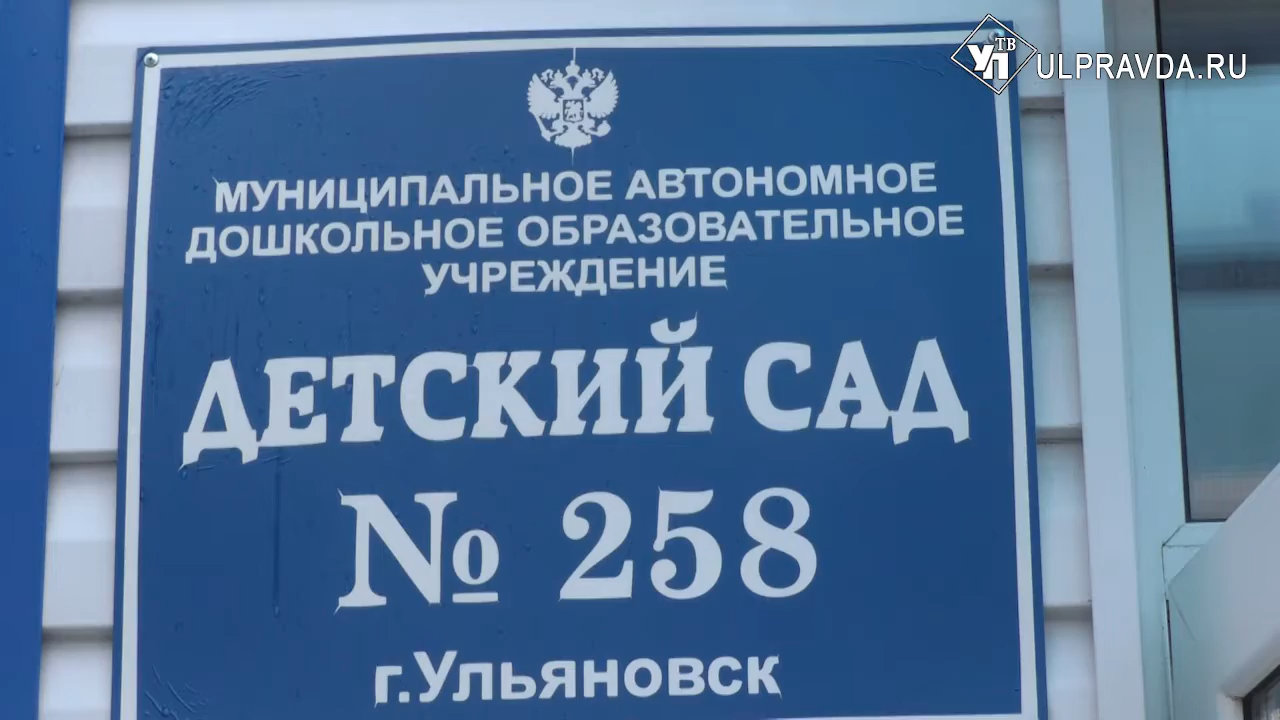 УП ТВ ULPRAVDA.RU
МУНИЦИПАЛЬНОЕ АВТОНОМНОЕ
ДОШКОЛЬНОЕ ОБРАЗОВАТЕЛЬНОЕ
УЧРЕЖДЕНИЕ
ДЕТСКИЙ САД
№ 258
г.Ульяновск